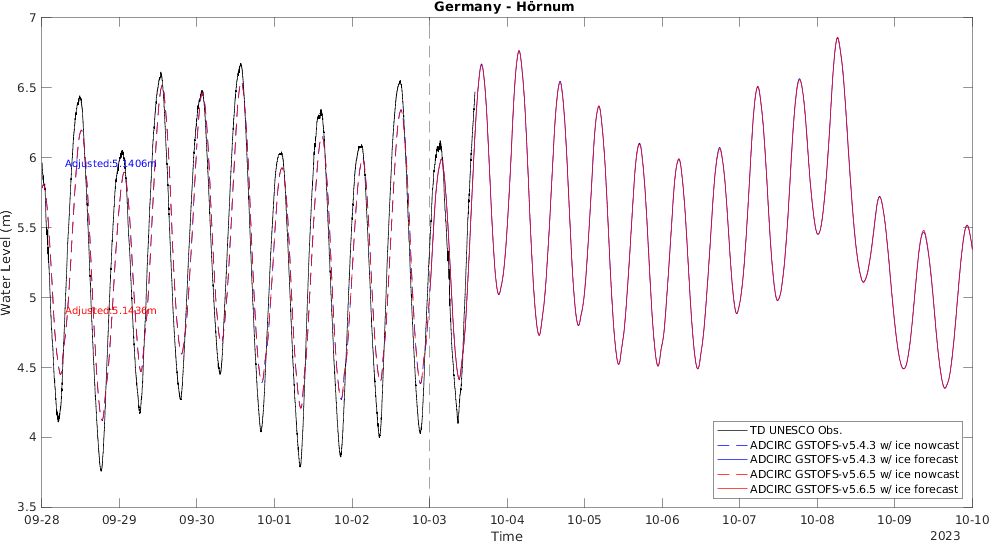 Germany - Hörnum
Water Level (m)
7
6.5
6
5.5
5
4.5
4
3.5
Adjusted:5.1406m
Adjusted:5.1436m
TD UNESCO Obs.
ADCIRC GSTOFS-v5.4.3 w/ ice nowcast
ADCIRC GSTOFS-v5.4.3 w/ ice forecast
ADCIRC GSTOFS-v5.6.5 w/ ice nowcast
ADCIRC GSTOFS-v5.6.5 w/ ice forecast
09-28 09-29 09-30 10-01 10-02 10-03 10-04 10-05 10-06 10-07 10-08 10-09 10-10
Time
2023